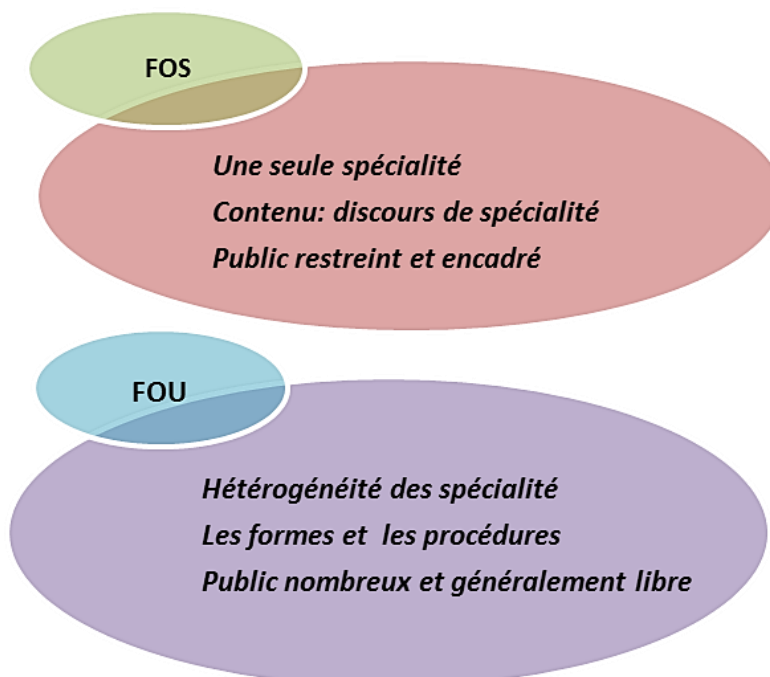 FOS
Une seule spécialité
Contenu: discours de spécialité
Public restreint et encadré
FOU
Hétérogénéité des spécialité
Les formes et les procédures
Public nombreux et généralement libre